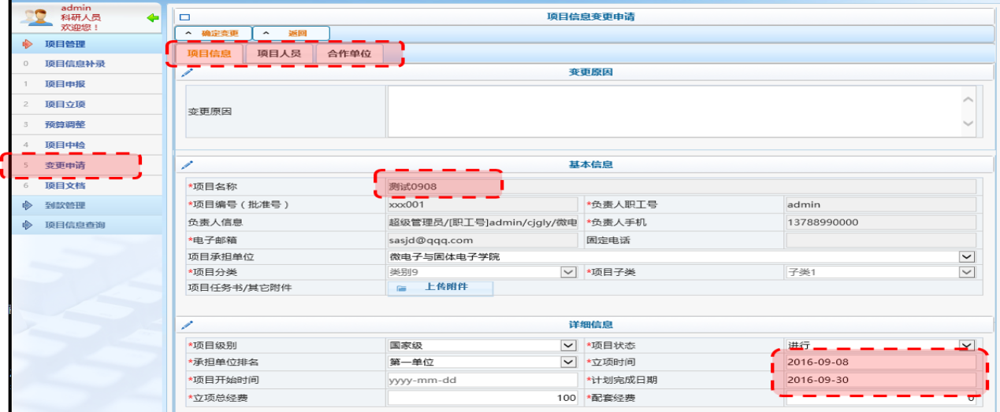 admin
科研人员
欢迎您！
项目管理
0 项目信息补录
1 项目申报
2 项目立项
3 预算调整
4 项目中检
5 变更申请
6 项目文档
到款管理
项目信息查询
项目信息变更申请
确定变更 返回
项目信息 项目人员 合作单位
变更原因
变更原因
基本信息
*项目名称 测试0908
*项目编号（批准号） xxx001 *负责人职工号 admin
负责人信息 超级管理员/[职工号]admin/cjgly/微电 *负责人手机 13788990000
*电子邮箱 sasjd@qqq.com 固定电话
项目承担单位 微电子与固体电子学院
*项目分类 类别9 *项目子类 子类1
项目任务书/其它附件 上传附件
详细信息
*项目级别 国家级 *项目状态 进行
*承担单位排名 第一单位 *立项时间 2016-09-08
*项目开始时间 yyyy-mm-dd *计划完成日期 2016-09-30
*立项总经费 100 *配套经费 0